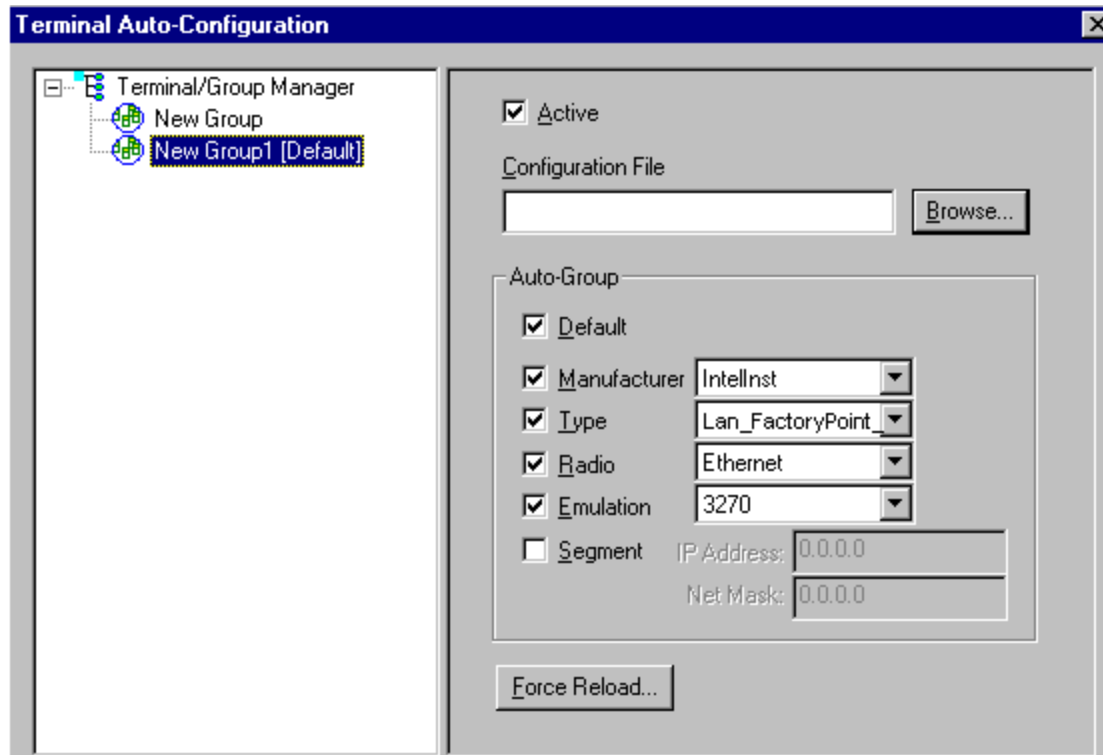 Terminal Auto-Configuration
Terminal/Group Manager
New Group
New Group1 [Default]
Active
Configuration File
Browse...
Auto-Group
Default
Manufacturer IntelInst
Type Lan_FactoryPoint_
Radio Ethernet
Emulation 3270
Segment IP Address: 0.0.0.0
Net Mask: 0.0.0.0
Force Reload...